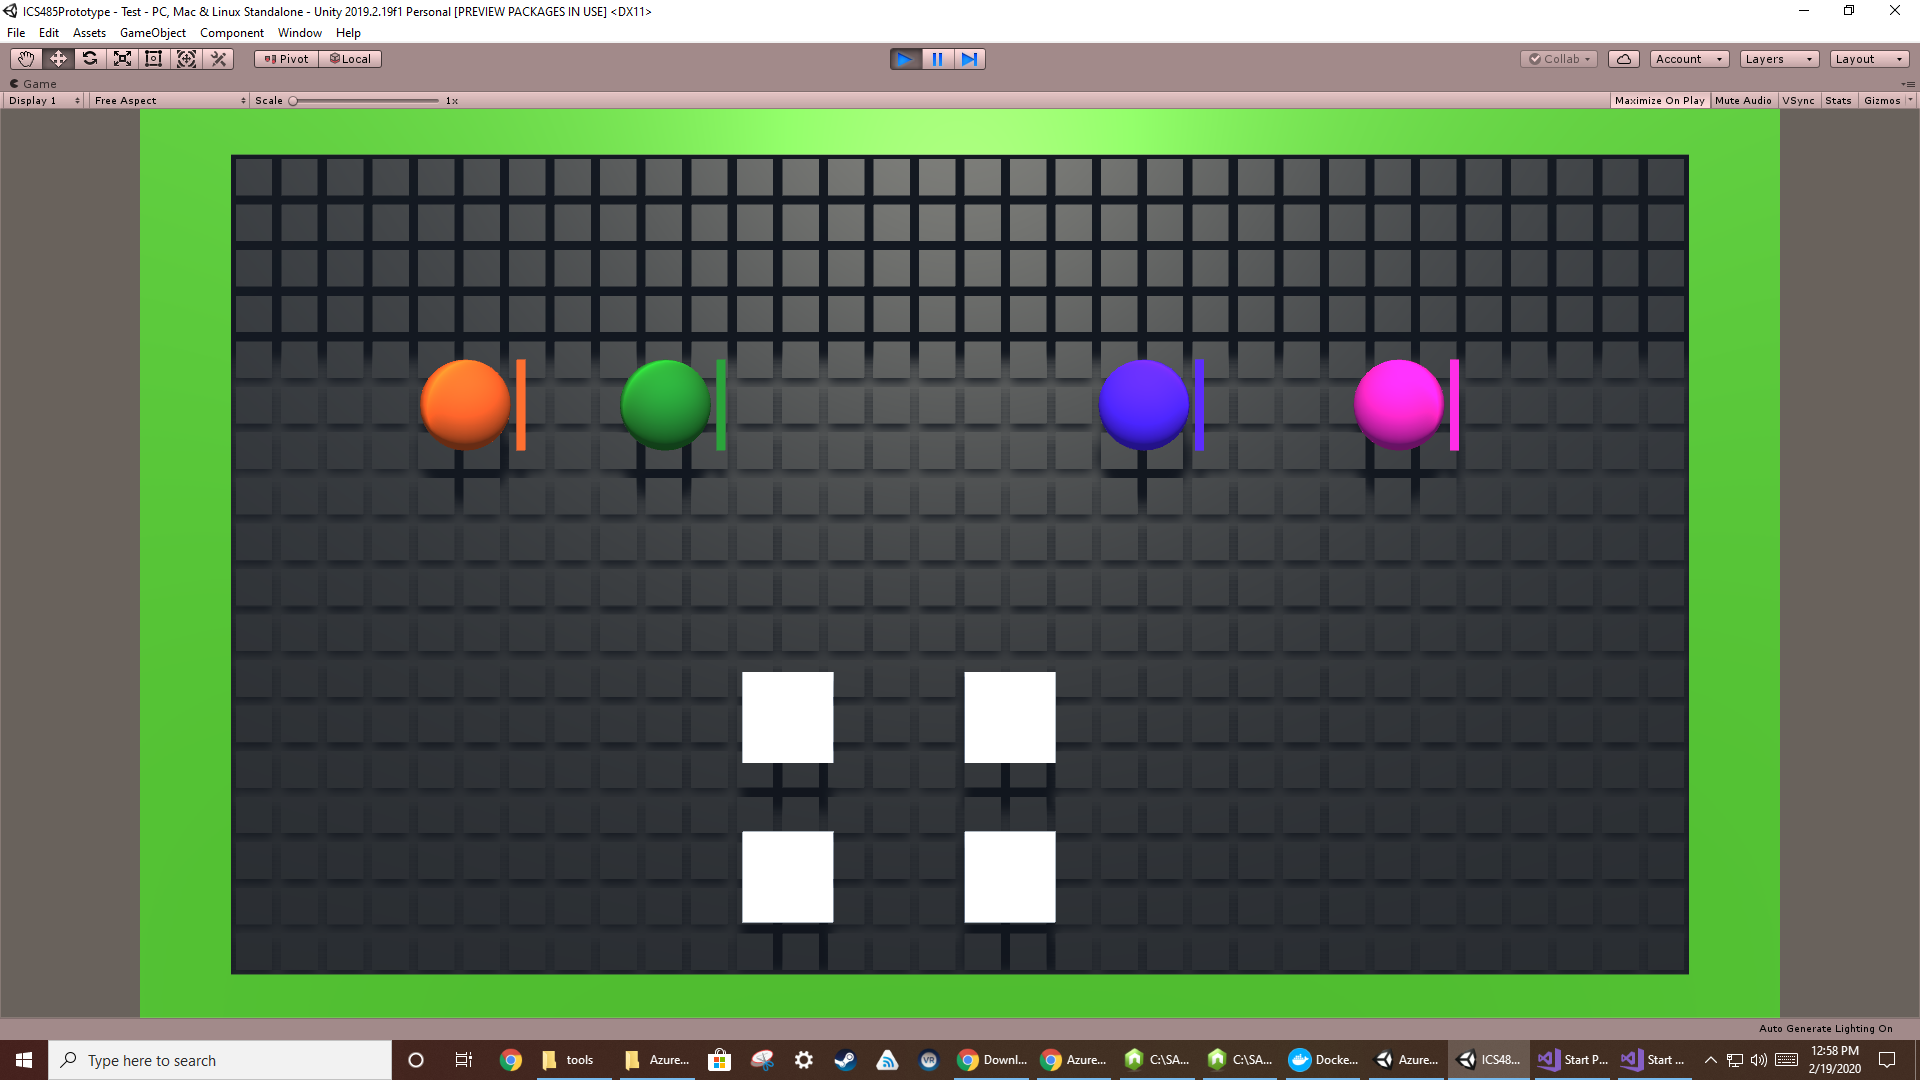 ICS485Prototype - Test - PC, Mac & Linux Standalone - Unity 2019.2.19f1 Personal [PREVIEW PACKAGES IN USE] <DX11>
File Edit Assets GameObject Component Window Help
Pivot Local Collab Account Layers Layout
Game
Display 1 Free Aspect Scale 1x Maximize On Play Mute Audio VSync Stats Gizmos
Auto Generate Lighting On
Type here to search tools Azure... Downl... Azure... C:\SA... C:\SA... Docke... Azure... ICS48... Start P... Start ... 12:58 PM
2/19/2020